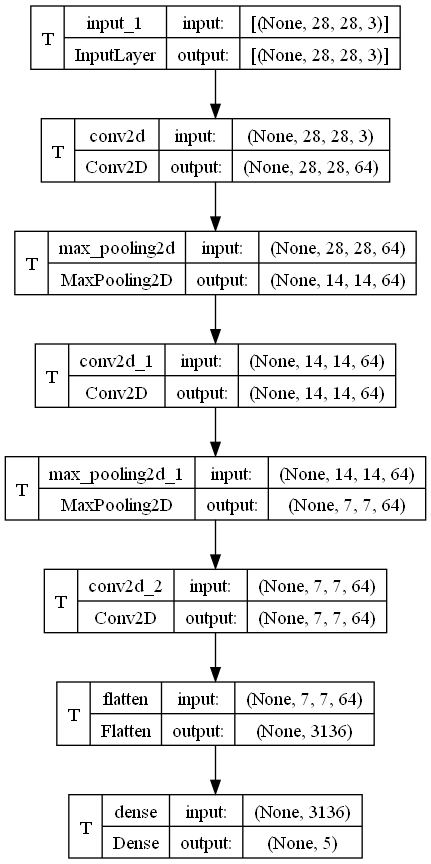 T input_1 input: [(None, 28, 28, 3)]
InputLayer output: [(None, 28, 28, 3)]
T conv2d input: (None, 28, 28, 3)
Conv2D output: (None, 28, 28, 64)
T max_pooling2d input: (None, 28, 28, 64)
MaxPooling2D output: (None, 14, 14, 64)
T conv2d_1 input: (None, 14, 14, 64)
Conv2D output: (None, 14, 14, 64)
T max_pooling2d_1 input: (None, 14, 14, 64)
MaxPooling2D output: (None, 7, 7, 64)
T conv2d_2 input: (None, 7, 7, 64)
Conv2D output: (None, 7, 7, 64)
T flatten input: (None, 7, 7, 64)
Flatten output: (None, 3136)
T dense input: (None, 3136)
Dense output: (None, 5)